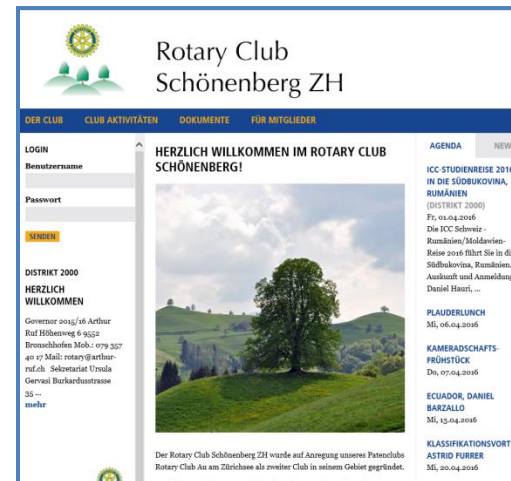 Rotary Club
Schönenberg ZH
DER CLUB CLUB AKTIVITÄTEN DOKUMENTE FÜR MITGLIEDER
LOGIN
Benutzername
Passwort
SENDEN
DISTRIKT 2000
HERZLICH
WILLKOMMEN
Governor 2015/16 Arthur
Ruf Höhenweg 6 9552
Bronschhofen Mob.: 079 357
40 17 Mail: rotary@arthur-
ruf.ch Sekretariat Ursula
Gervasi Burkardusstrasse
35 ...
mehr
HERZLICH WILLKOMMEN IM ROTARY CLUB
SCHÖNENBERG!
Der Rotary Club Schönenberg ZH wurde auf Anregung unseres Patenclubs
Rotary Club Au am Zürichsee als zweiter Club in seinem Gebiet gegründet.
AGENDA NEW
ICC-STUDIENREISE 2016
IN DIE SÜDBUKOVINA,
RUMÄNIEN
(DISTRIKT 2000)
Fr, 01.04.2016
Die ICC Schweiz -
Rumänien/Moldawien-
Reise 2016 führt Sie in di
Südbukovina, Rumänien.
Auskunft und Anmeldung
Daniel Hauri, ...
PLAUDERLUNCH
Mi, 06.04.2016
KAMERADSCHAFTS-
FRÜHSTÜCK
Do, 07.04.2016
ECUADOR, DANIEL
BARZALLO
Mi, 13.04.2016
KLASSIFIKATIONSVORT
ASTRID FURRER
Mi, 20.04.2016